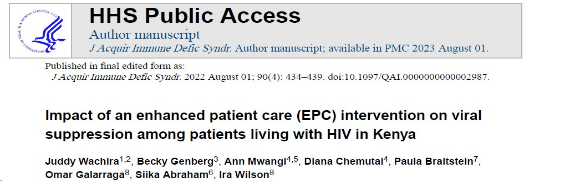 HHS Public Access
Author manuscript
J Acquir Immune Defic Syndr. Author manuscript; available in PMC 2023 August 01.
Published in final edited form as:
J Acquir Immune Defic Syndr. 2022 August 01; 90(4): 434–439. doi:10.1097/QAI.0000000000002987.
Impact of an enhanced patient care (EPC) intervention on viral
suppression among patients living with HIV in Kenya
Juddy Wachira1,2, Becky Genberg3, Ann Mwangi4,5, Diana Chemutai4, Paula Braitstein7,
Omar Galarraga8, Siika Abraham6, Ira Wilson8